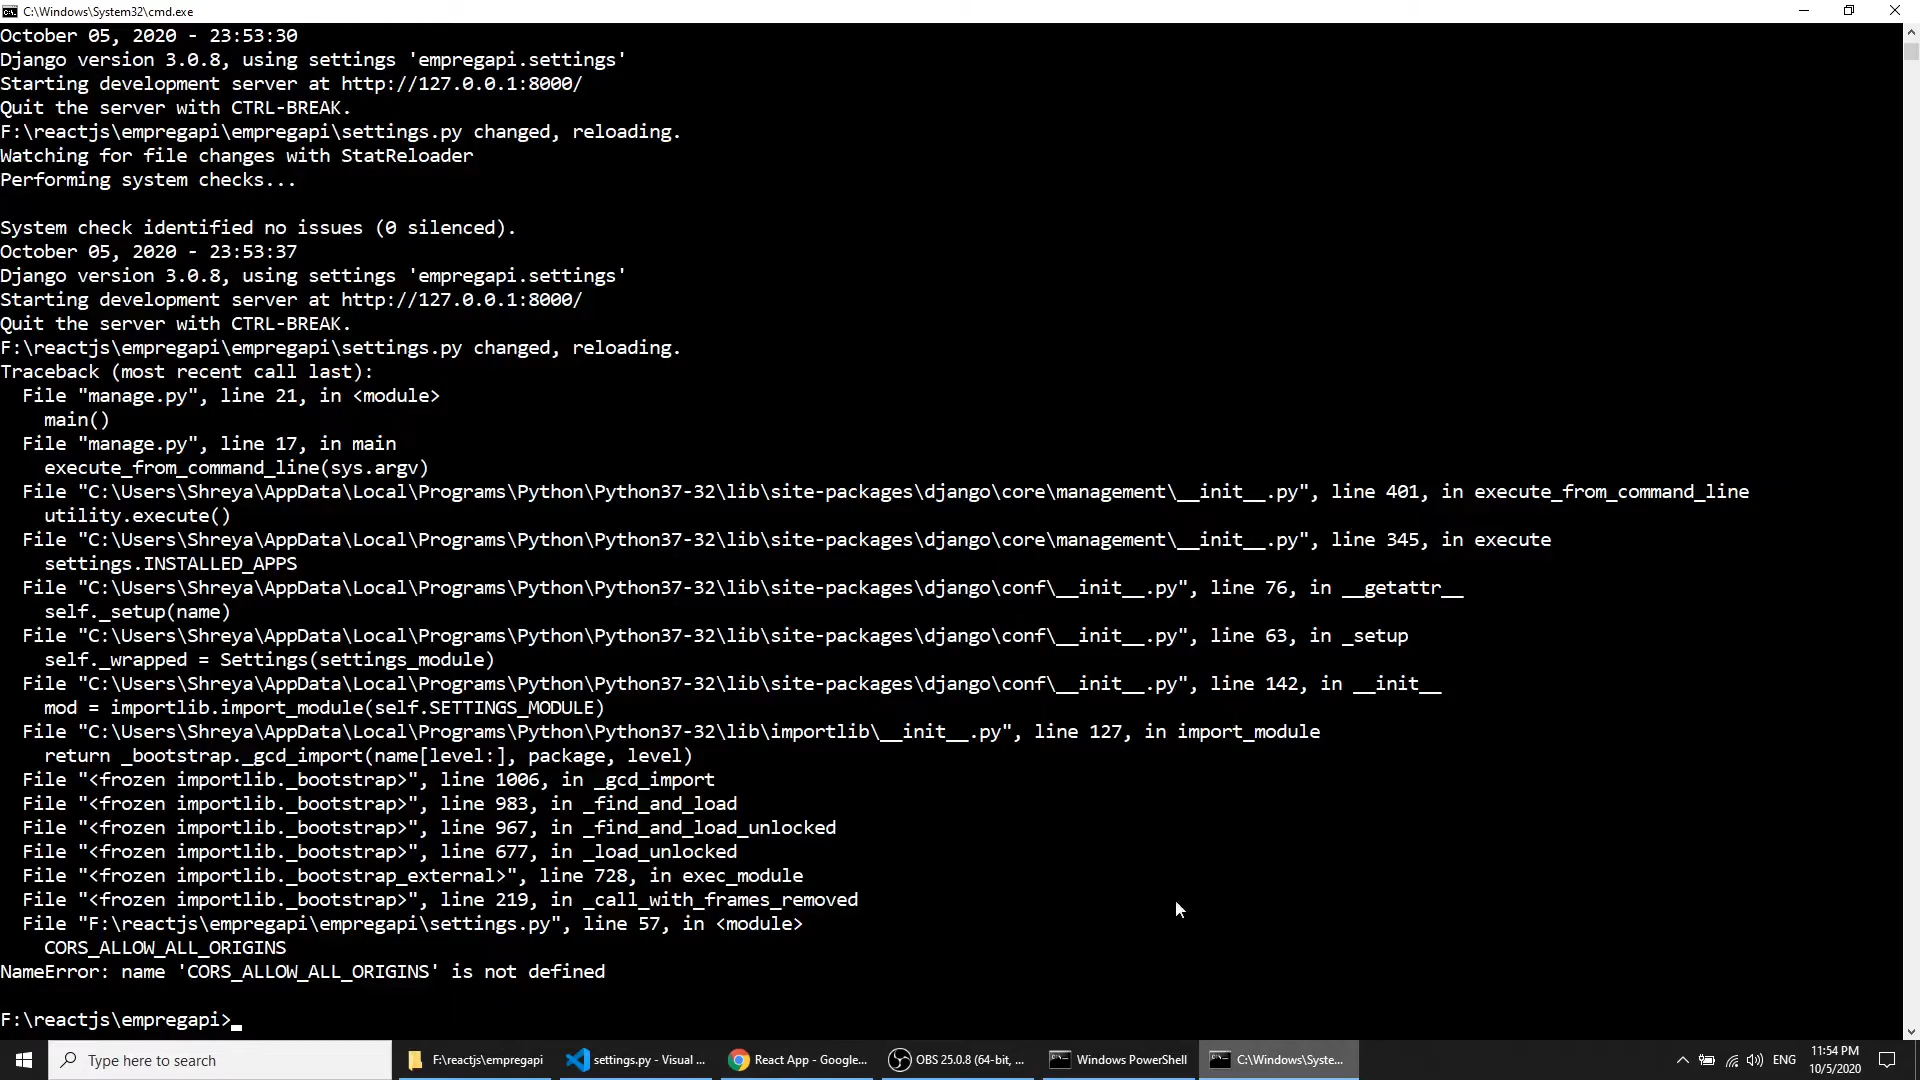 C:\Windows\System32\cmd.exe
October 05, 2020 - 23:53:30
Django version 3.0.8, using settings 'empregapi.settings'
Starting development server at http://127.0.0.1:8000/
Quit the server with CTRL-BREAK.
F:\reactjs\empregapi\empregapi\settings.py changed, reloading.
Watching for file changes with StatReloader
Performing system checks...
System check identified no issues (0 silenced).
October 05, 2020 - 23:53:37
Django version 3.0.8, using settings 'empregapi.settings'
Starting development server at http://127.0.0.1:8000/
Quit the server with CTRL-BREAK.
F:\reactjs\empregapi\empregapi\settings.py changed, reloading.
Traceback (most recent call last):
  File "manage.py", line 21, in <module>
    main()
  File "manage.py", line 17, in main
    execute_from_command_line(sys.argv)
  File "C:\Users\Shreya\AppData\Local\Programs\Python\Python37-32\lib\site-packages\django\core\management\__init__.py", line 401, in execute_from_command_line
    utility.execute()
  File "C:\Users\Shreya\AppData\Local\Programs\Python\Python37-32\lib\site-packages\django\core\management\__init__.py", line 345, in execute
    settings.INSTALLED_APPS
  File "C:\Users\Shreya\AppData\Local\Programs\Python\Python37-32\lib\site-packages\django\conf\__init__.py", line 76, in __getattr__
    self._setup(name)
  File "C:\Users\Shreya\AppData\Local\Programs\Python\Python37-32\lib\site-packages\django\conf\__init__.py", line 63, in _setup
    self._wrapped = Settings(settings_module)
  File "C:\Users\Shreya\AppData\Local\Programs\Python\Python37-32\lib\site-packages\django\conf\__init__.py", line 142, in __init__
    mod = importlib.import_module(self.SETTINGS_MODULE)
  File "C:\Users\Shreya\AppData\Local\Programs\Python\Python37-32\lib\importlib\__init__.py", line 127, in import_module
    return _bootstrap._gcd_import(name[level:], package, level)
  File "<frozen importlib._bootstrap>", line 1006, in _gcd_import
  File "<frozen importlib._bootstrap>", line 983, in _find_and_load
  File "<frozen importlib._bootstrap>", line 967, in _find_and_load_unlocked
  File "<frozen importlib._bootstrap>", line 677, in _load_unlocked
  File "<frozen importlib._bootstrap_external>", line 728, in exec_module
  File "<frozen importlib._bootstrap>", line 219, in _call_with_frames_removed
  File "F:\reactjs\empregapi\empregapi\settings.py", line 57, in <module>
    CORS_ALLOW_ALL_ORIGINS
NameError: name 'CORS_ALLOW_ALL_ORIGINS' is not defined
F:\reactjs\empregapi>
Type here to search
F:\reactjs\empregapi
settings.py - Visual ...
React App - Google...
OBS 25.0.8 (64-bit, ...
Windows PowerShell
C:\Windows\Syste...
ENG
11:54 PM
10/5/2020